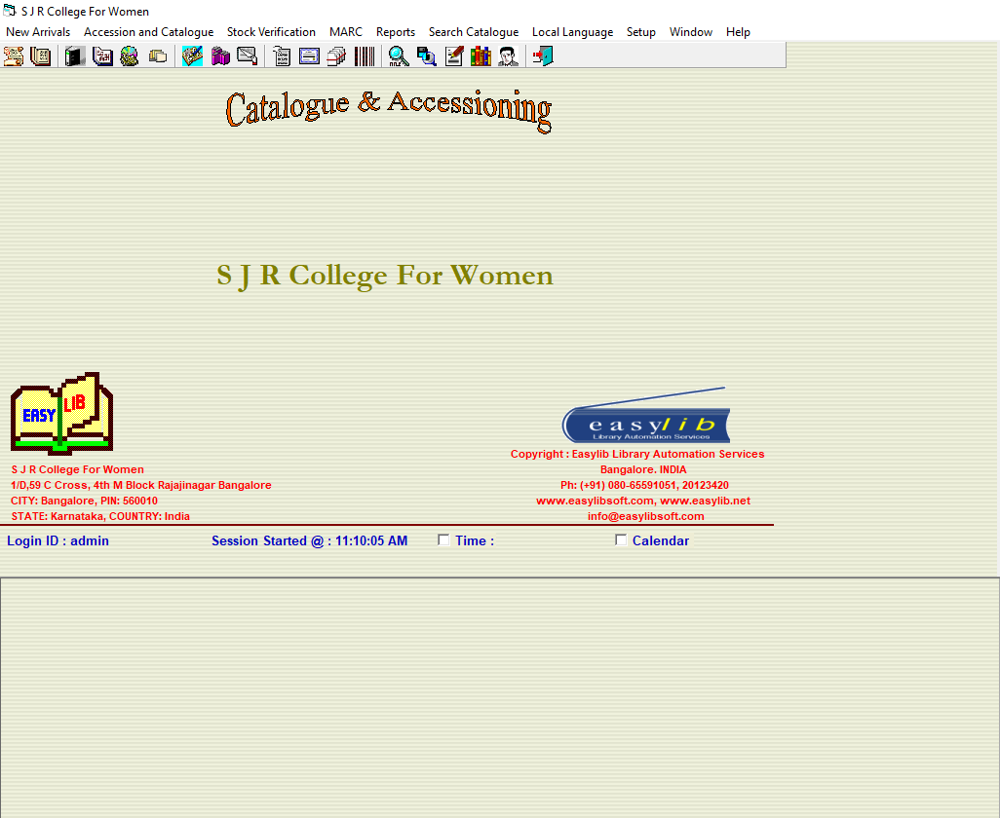 S J R College For Women
New Arrivals Accession and Catalogue Stock Verification MARC Reports Search Catalogue Local Language Setup Window Help
Catalogue & Accessioning
S J R College For Women
EASY LIB
easylib
Library Automation Services
S J R College For Women
1/D,59 C Cross, 4th M Block Rajajinagar Bangalore
CITY: Bangalore, PIN: 560010
STATE: Karnataka, COUNTRY: India
Copyright : Easylib Library Automation Services
Bangalore. INDIA
Ph: (+91) 080-65591051, 20123420
www.easylibsoft.com, www.easylib.net
info@easylibsoft.com
Login ID : admin Session Started @ : 11:10:05 AM Time : Calendar